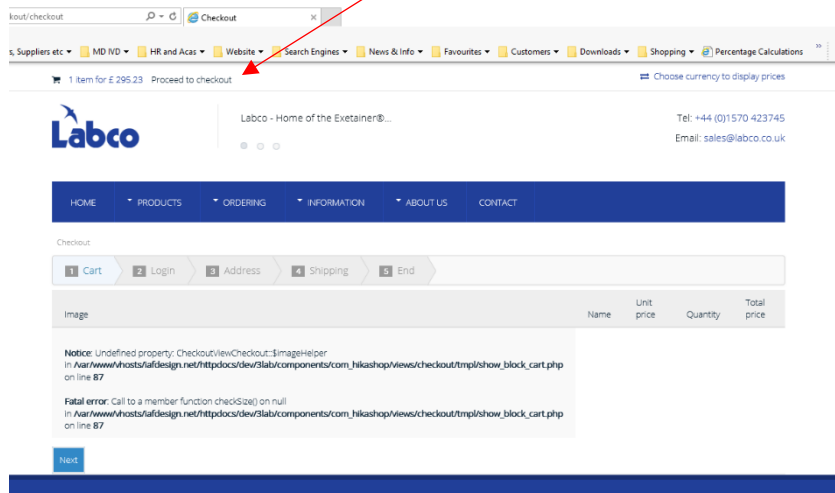 kout/checkout Checkout ×
s, Suppliers etc MD IVD HR and Acas Website Search Engines News & Info Favourites Customers Downloads Shopping Percentage Calculations »
1 item for £ 295.23 Proceed to checkout Choose currency to display prices
Labco
Labco - Home of the Exetainer®...
Tel: +44 (0)1570 423745
Email: sales@labco.co.uk
HOME PRODUCTS ORDERING INFORMATION ABOUT US CONTACT
Checkout
1 Cart 2 Login 3 Address 4 Shipping 5 End
Image Name Unit price Quantity Total price
Notice: Undefined property: CheckoutViewCheckout::$imageHelper
in /var/www/vhosts/lafdesign.net/httpdocs/dev/3lab/components/com_hikashop/views/checkout/tmpl/show_block_cart.php
on line 87
Fatal error: Call to a member function checkSize() on null
in /var/www/vhosts/lafdesign.net/httpdocs/dev/3lab/components/com_hikashop/views/checkout/tmpl/show_block_cart.php
on line 87
Next